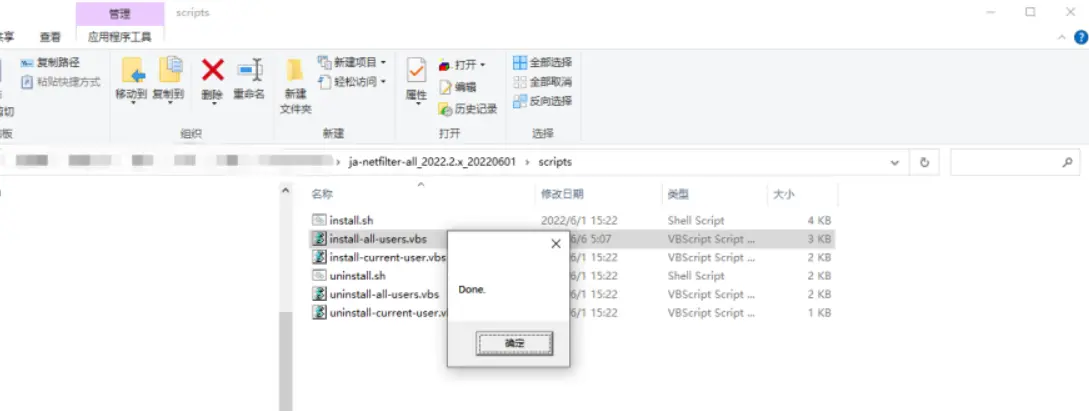 管理 scripts
共享 查看 应用程序工具
复制路径
粘贴快捷方式
剪切
移动到 复制到 删除 重命名
新建
文件夹
新建项目
轻松访问
属性
打开
编辑
历史记录
全部选择
全部取消
反向选择
组织 新建 打开 选择
ja-netfilter-all_2022.2.x_20220601 › scripts
名称 修改日期 类型 大小
install.sh 2022/6/1 15:22 Shell Script 4 KB
install-all-users.vbs /6/6 5:07 VBScript Script ... 3 KB
install-current-user.vbs /6/1 15:22 VBScript Script ... 2 KB
uninstall.sh /6/1 15:22 Shell Script 2 KB
uninstall-all-users.vbs /6/1 15:22 VBScript Script ... 2 KB
uninstall-current-user.vb /6/1 15:22 VBScript Script ... 1 KB
Done.
确定